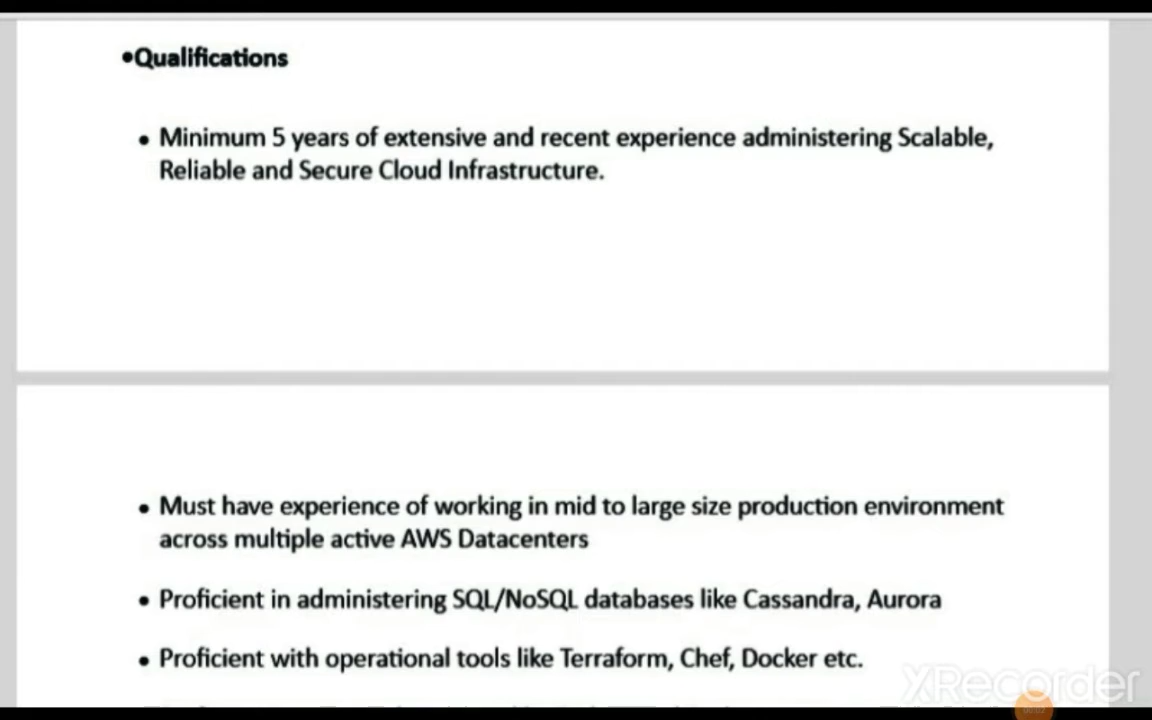 •Qualifications
• Minimum 5 years of extensive and recent experience administering Scalable,
Reliable and Secure Cloud Infrastructure.
• Must have experience of working in mid to large size production environment
across multiple active AWS Datacenters
• Proficient in administering SQL/NoSQL databases like Cassandra, Aurora
• Proficient with operational tools like Terraform, Chef, Docker etc.
XRecorder